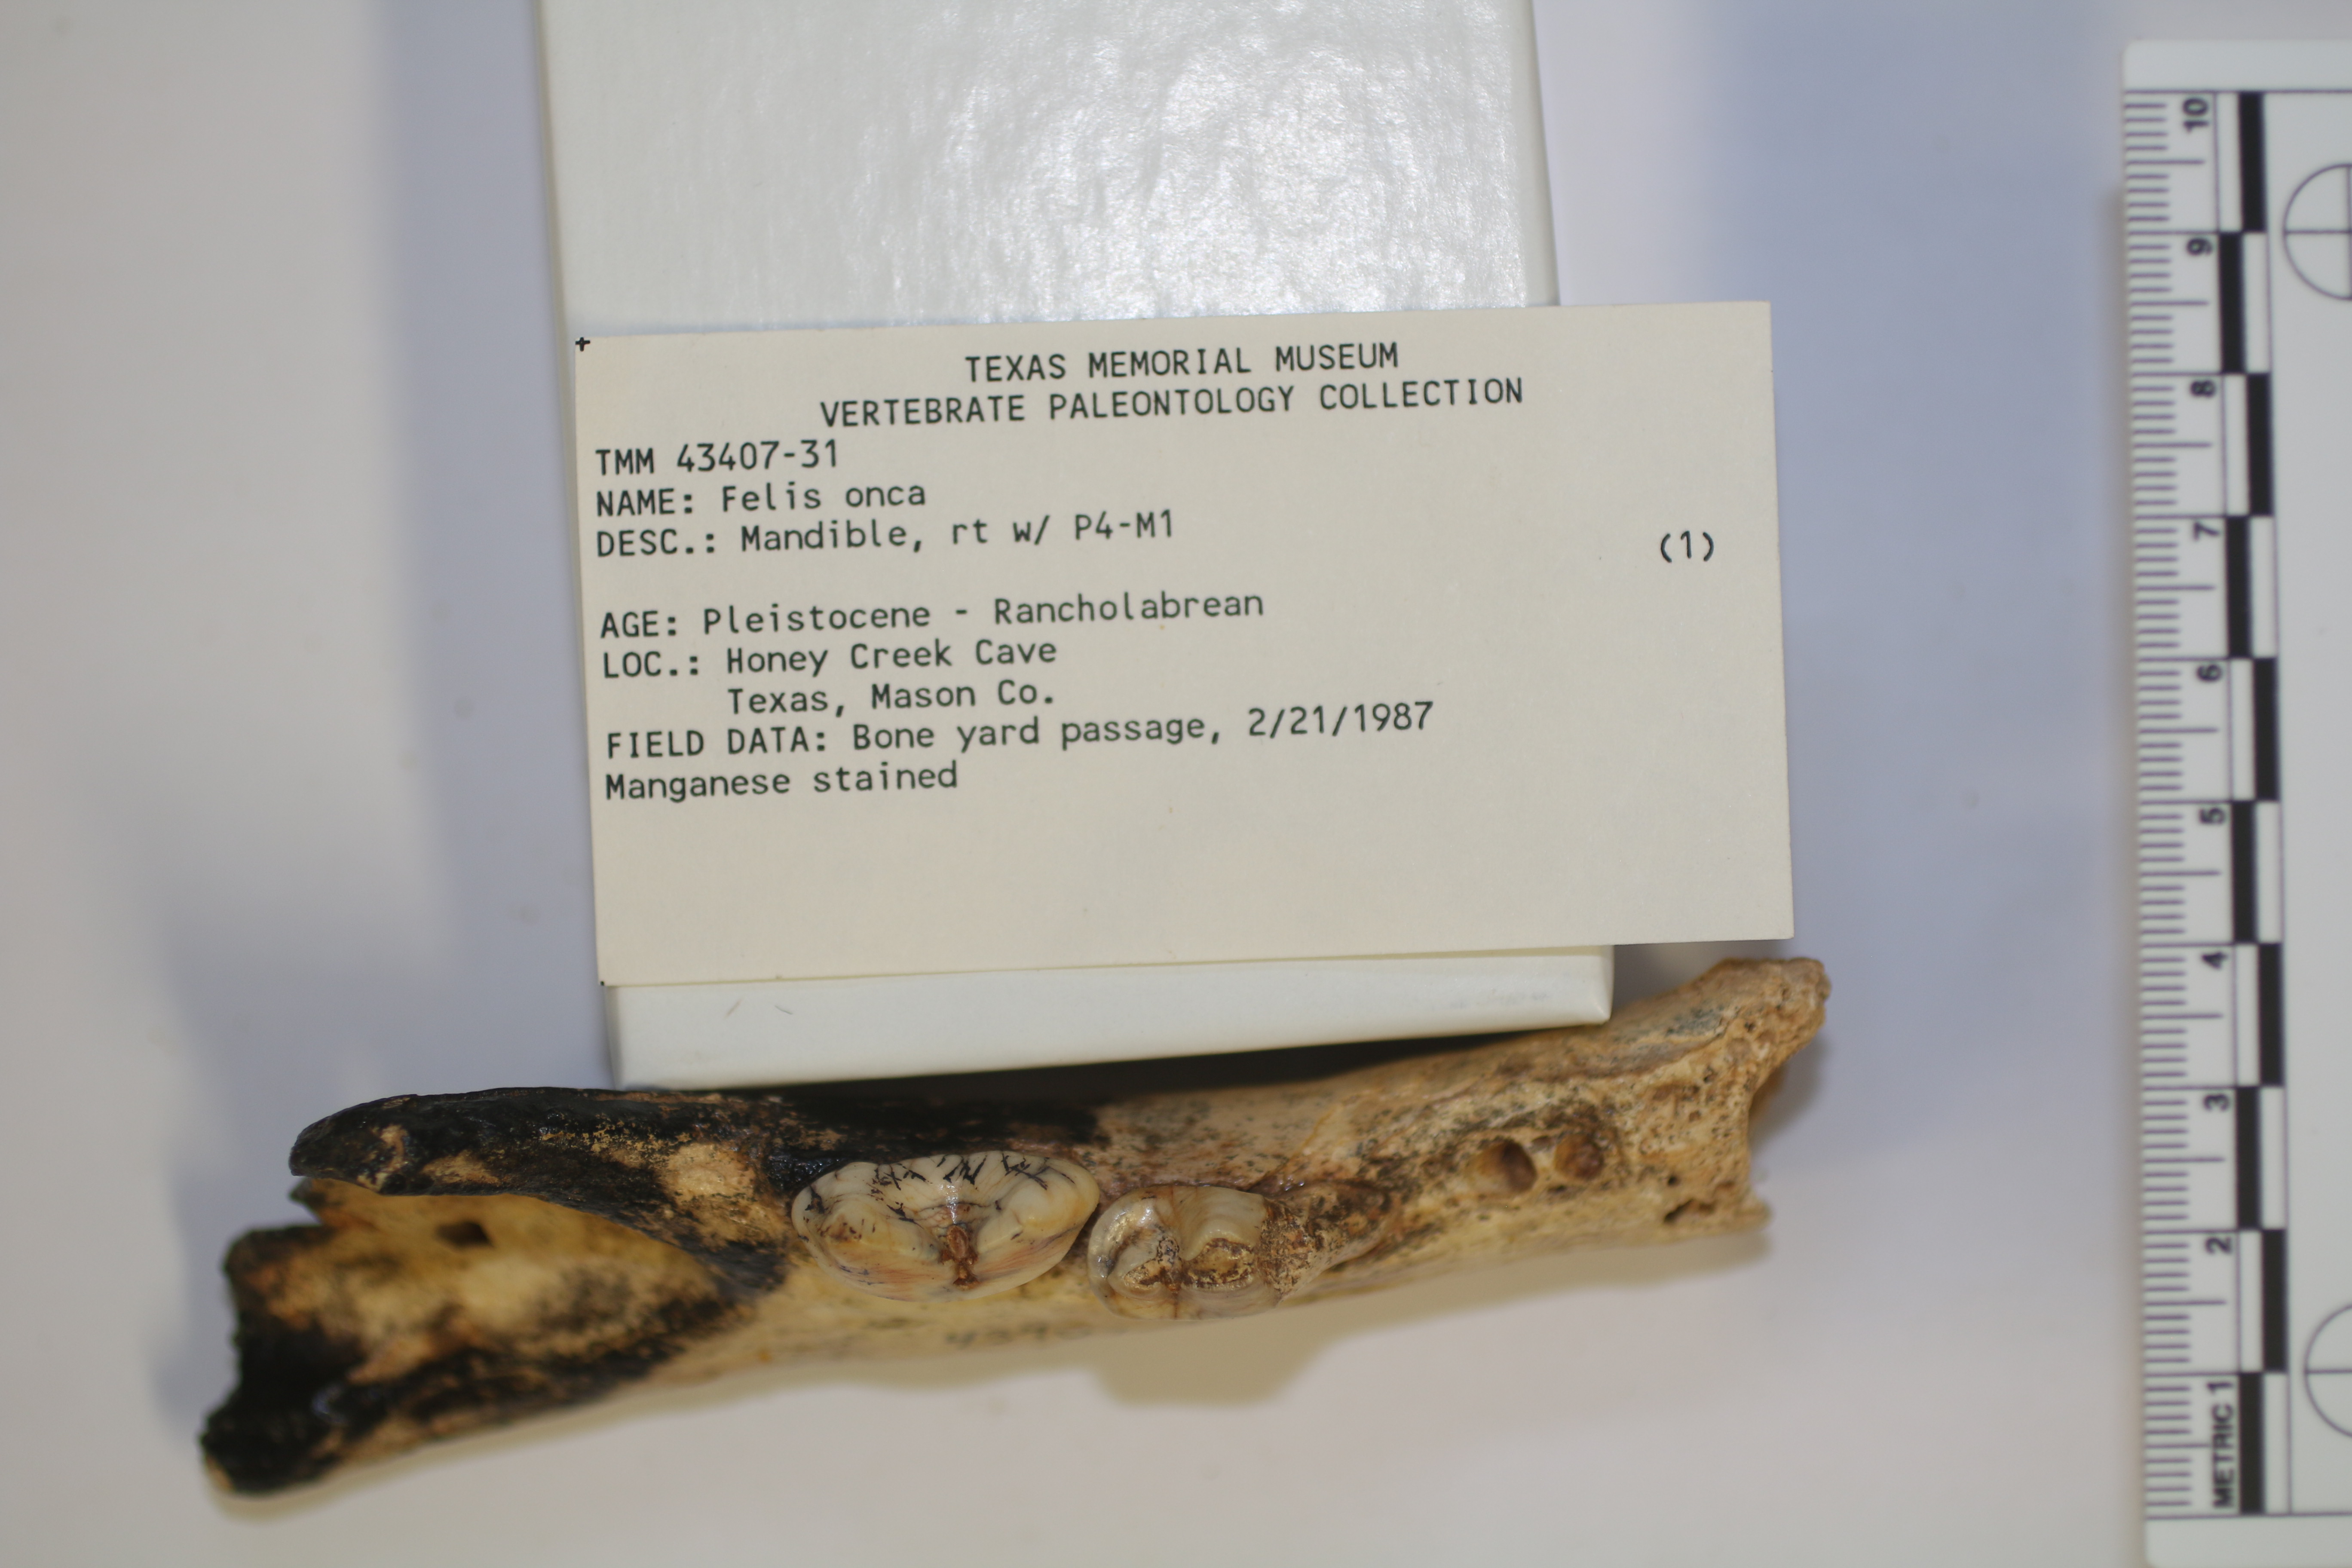 TEXAS MEMORIAL MUSEUM
VERTEBRATE PALEONTOLOGY COLLECTION
TMM 43407-31
NAME: Felis onca
DESC.: Mandible, rt w/ P4-M1
(1)
AGE: Pleistocene - Rancholabrean
LOC.: Honey Creek Cave
Texas, Mason Co.
FIELD DATA: Bone yard passage, 2/21/1987
Manganese stained
10
9
8
7
6
5
4
3
2
METRIC 1